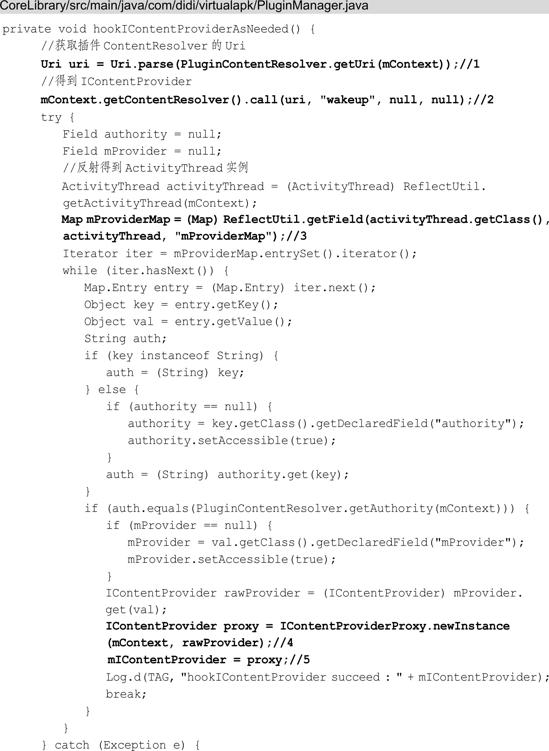 CoreLibrary/src/main/java/com/didi/virtualapk/PluginManager.java
private void hookIContentProviderAsNeeded() {
//获取插件 ContentResolver 的 Uri
Uri uri = Uri.parse(PluginContentResolver.getUri(mContext));//1
//得到 IContentProvider
mContext.getContentResolver().call(uri, "wakeup", null, null);//2
try {
Field authority = null;
Field mProvider = null;
//反射得到 ActivityThread 实例
ActivityThread activityThread = (ActivityThread) ReflectUtil.
getActivityThread(mContext);
Map mProviderMap = (Map) ReflectUtil.getField(activityThread.getClass(),
activityThread, "mProviderMap");//3
Iterator iter = mProviderMap.entrySet().iterator();
while (iter.hasNext()) {
Map.Entry entry = (Map.Entry) iter.next();
Object key = entry.getKey();
Object val = entry.getValue();
String auth;
if (key instanceof String) {
auth = (String) key;
} else {
if (authority == null) {
authority = key.getClass().getDeclaredField("authority");
authority.setAccessible(true);
}
auth = (String) authority.get(key);
}
if (auth.equals(PluginContentResolver.getAuthority(mContext))) {
if (mProvider == null) {
mProvider = val.getClass().getDeclaredField("mProvider");
mProvider.setAccessible(true);
}
IContentProvider rawProvider = (IContentProvider) mProvider.
get(val);
IContentProvider proxy = IContentProviderProxy.newInstance
(mContext, rawProvider);//4
mIContentProvider = proxy;//5
Log.d(TAG, "hookIContentProvider succeed : " + mIContentProvider);
break;
}
}
} catch (Exception e) {